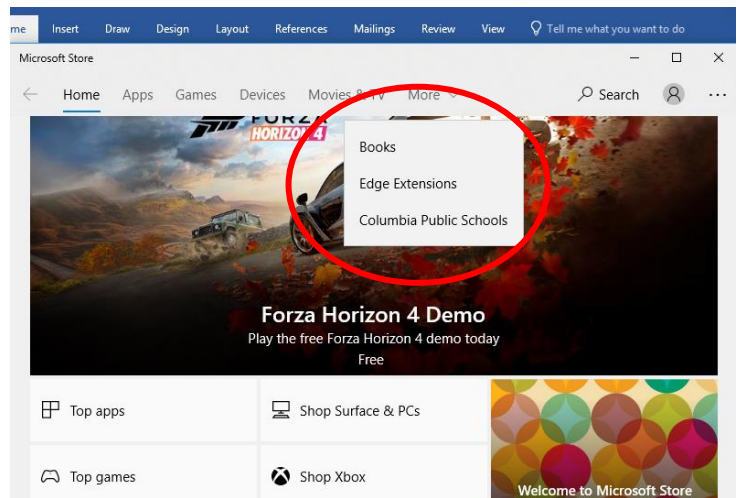 me Insert Draw Design Layout References Mailings Review View Tell me what you want to do
Microsoft Store
Home Apps Games Devices Movies & TV More Search
FORZA
HORIZON 4
Books
Edge Extensions
Columbia Public Schools
Forza Horizon 4 Demo
Play the free Forza Horizon 4 demo today
Free
Top apps Shop Surface & PCs
Top games Shop Xbox
Welcome to Microsoft Store